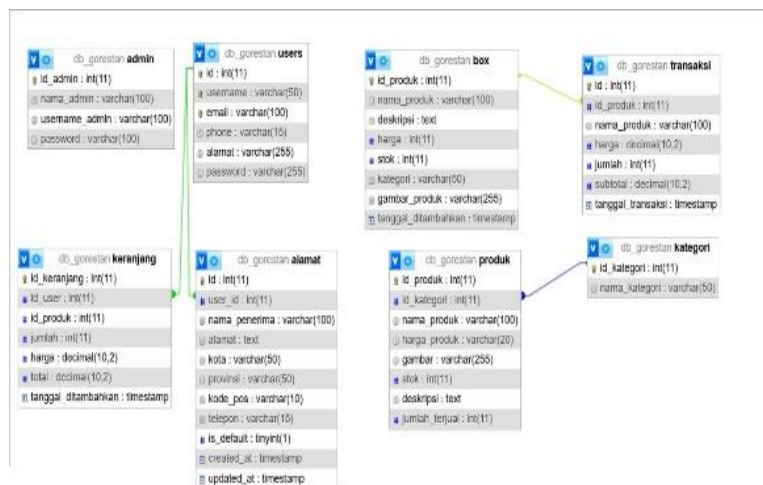 db_gorestan admin
id_admin : int(11)
nama_admin : varchar(100)
username_admin : varchar(100)
password : varchar(100)
db_gorestan users
id : int(11)
username : varchar(50)
email : varchar(100)
phone : varchar(15)
alamat : varchar(255)
password : varchar(255)
db_gorestan box
id_produk : int(11)
nama_produk : varchar(100)
deskripsi : text
harga : int(11)
stok : int(11)
kategori : varchar(50)
gambar_produk : varchar(255)
tanggal_ditambahkan : timestamp
db_gorestan transaksi
id : int(11)
id_produk : int(11)
nama_produk : varchar(100)
harga : decimal(10,2)
jumlah : int(11)
subtotal : decimal(10,2)
tanggal_transaksi : timestamp
db_gorestan keranjang
id_keranjang : int(11)
id_user : int(11)
id_produk : int(11)
jumlah : int(11)
harga : decimal(10,2)
total : decimal(10,2)
tanggal_ditambahkan : timestamp
db_gorestan alamat
id : int(11)
user_id : int(11)
nama_penerima : varchar(100)
alamat : text
kota : varchar(50)
provinsi : varchar(50)
kode_pos : varchar(10)
telepon : varchar(15)
is_default : tinyint(1)
created_at : timestamp
updated_at : timestamp
db_gorestan produk
id_produk : int(11)
id_kategori : int(11)
nama_produk : varchar(100)
harga_produk : varchar(20)
gambar : varchar(255)
stok : int(11)
deskripsi : text
jumlah_terjual : int(11)
db_gorestan kategori
id_kategori : int(11)
nama_kategori : varchar(50)